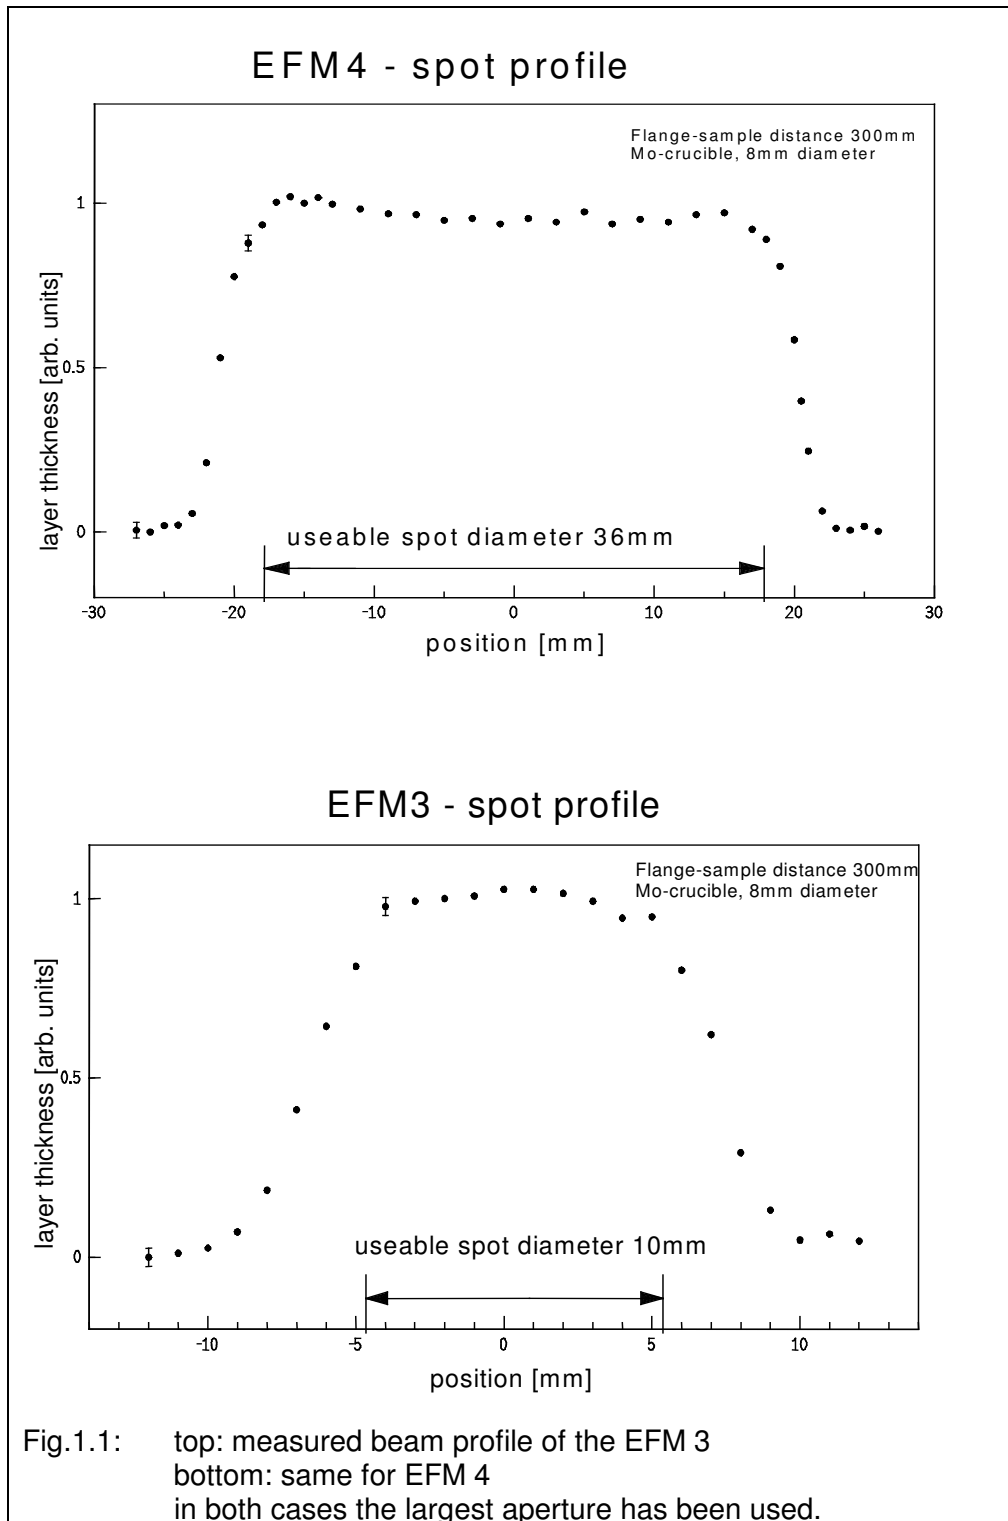 EFM4 - spot profile
Flange-sample distance 300mm
Mo-crucible, 8mm diameter
layer thickness [arb. units]
1
0.5
0
useable spot diameter 36mm
-30 -20 -10 0 10 20 30
position [mm]
EFM3 - spot profile
Flange-sample distance 300mm
Mo-crucible, 8mm diameter
layer thickness [arb. units]
1
0.5
0
useable spot diameter 10mm
-10 -5 0 5 10
position [mm]
Fig.1.1: top: measured beam profile of the EFM 3
bottom: same for EFM 4
in both cases the largest aperture has been used.